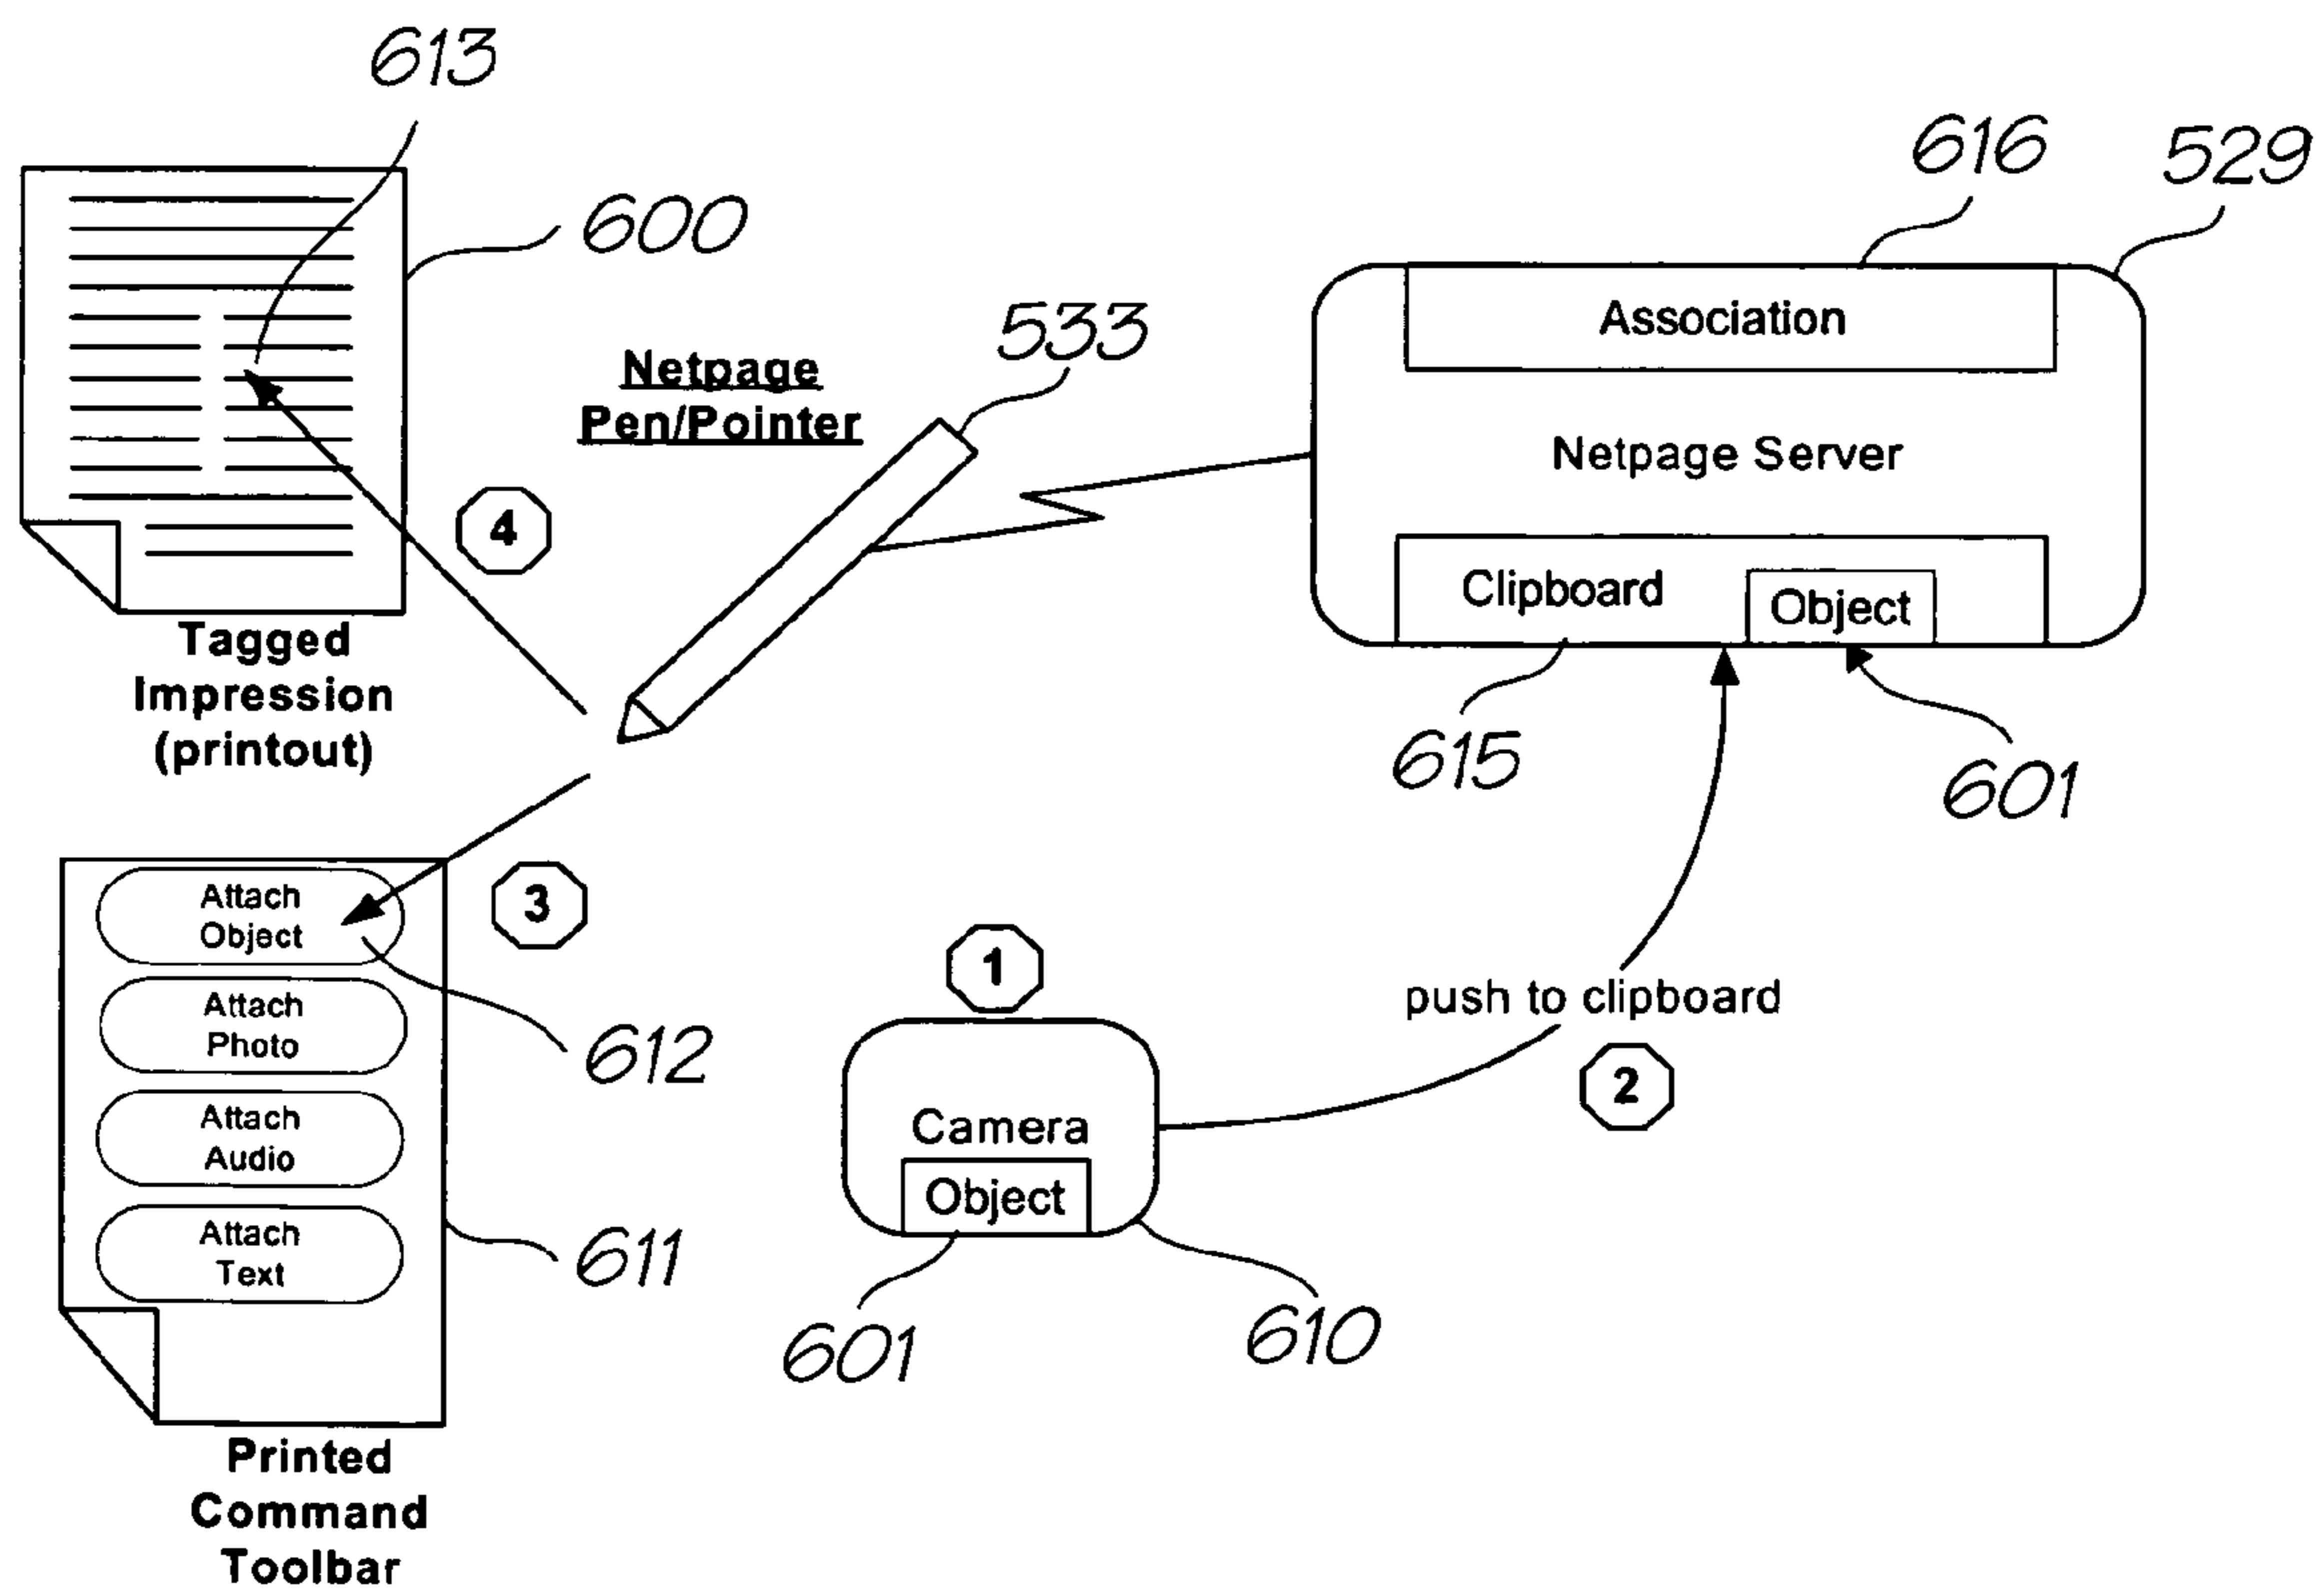 613
600
616
529
533
Netpage
Pen/Pointer
Association
Netpage Server
Clipboard
Object
4
Tagged
Impression
(printout)
615
601
3
Attach
Object
Attach
Photo
Attach
Audio
Attach
Text
612
611
1
Camera
Object
push to clipboard
2
601
610
Printed
Command
Toolbar